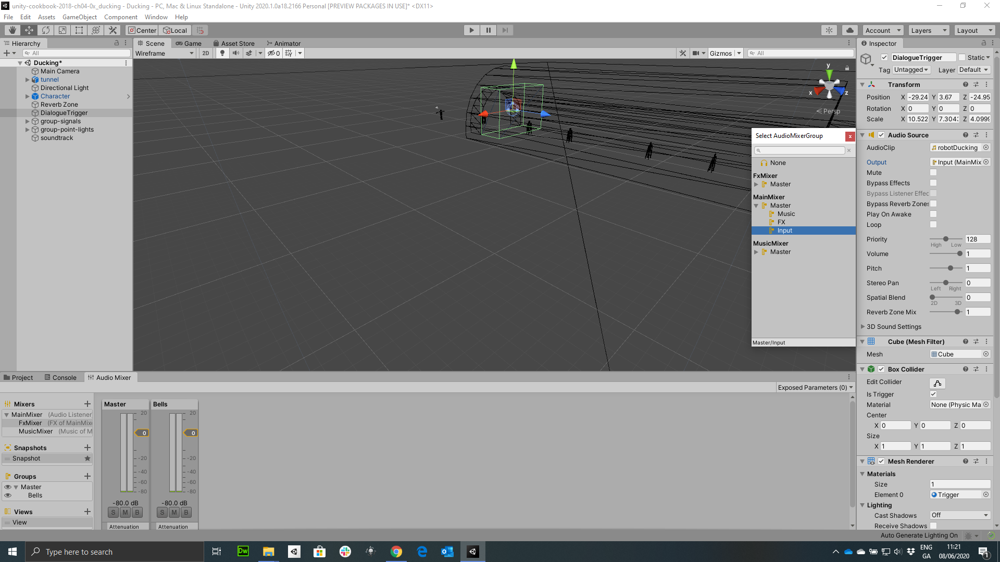 unity-cookbook-2018-ch04-0x_ducking - Ducking - PC, Mac & Linux Standalone - Unity 2020.1.0a18.2166 Personal [PREVIEW PACKAGES IN USE]* <DX11>
File Edit Assets GameObject Component Window Help
Center Local Account Layers Layout
Hierarchy
All
Ducking*
Main Camera
tunnel
Directional Light
Character
Reverb Zone
DialogueTrigger
group-signals
group-point-lights
soundtrack
Scene Game Asset Store Animator
Wireframe 2D 0 Gizmos All
y
x z
Persp
Select AudioMixerGroup
None
FxMixer
Master
MainMixer
Master
Music
FX
Input
MusicMixer
Master
Master/Input
Inspector
DialogueTrigger Static
Tag Untagged Layer Default
Transform
Position X -29.24 Y 3.67 Z -24.95
Rotation X 0 Y 0 Z 0
Scale X 10.522 Y 7.304 Z 4.099
Audio Source
AudioClip robotDucking
Output Input (MainMix
Mute
Bypass Effects
Bypass Listener Effec
Bypass Reverb Zones
Play On Awake
Loop
Priority 128
High Low
Volume 1
Pitch 1
Stereo Pan 0
Left Right
Spatial Blend 0
2D 3D
Reverb Zone Mix 1
3D Sound Settings
Cube (Mesh Filter)
Mesh Cube
Box Collider
Edit Collider
Is Trigger
Material None (Physic Ma
Center
X 0 Y 0 Z 0
Size
X 1 Y 1 Z 1
Mesh Renderer
Materials
Size 1
Element 0 Trigger
Lighting
Cast Shadows Off
Receive Shadows
Auto Generate Lighting On
Project Console Audio Mixer
Exposed Parameters (0)
Mixers
MainMixer (Audio Listener
FxMixer (FX of MainMixe
MusicMixer (Music of M
Snapshots
Snapshot
Groups
Master
Bells
Views
View
Master Bells
20 20
0 0
-20 -20
-40 -40
-60 -60
-80 -80
-80.0 dB -80.0 dB
S M B S M B
Attenuation Attenuation
Type here to search
Dw
ENG
GA
11:21
08/06/2020
1